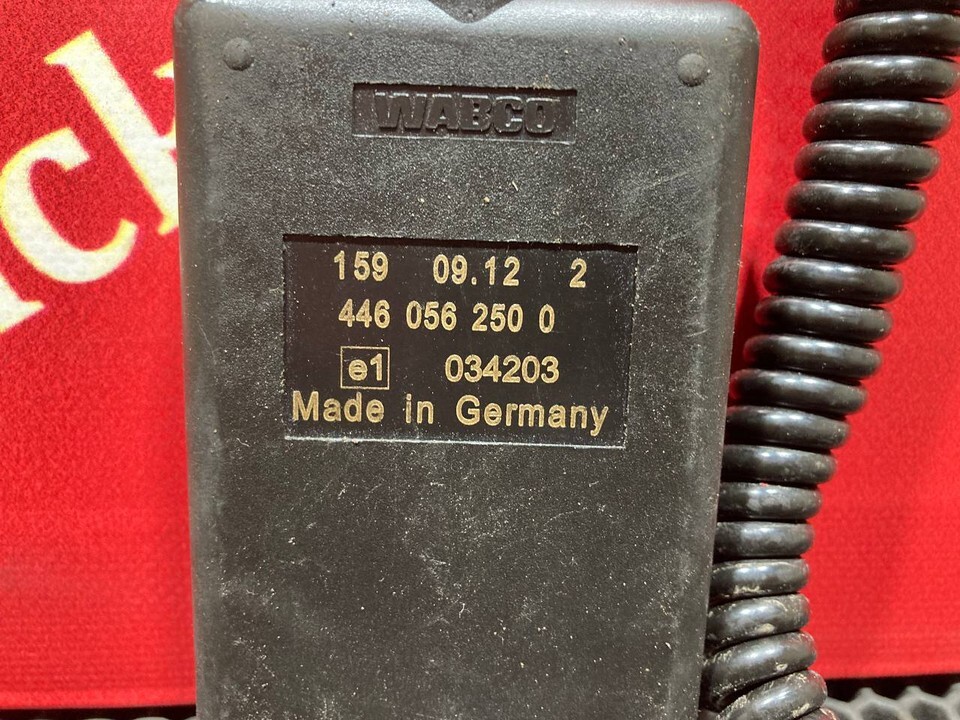 WABCO
159 09.12 2
446 056 250 0
e1 034203
Made in Germany